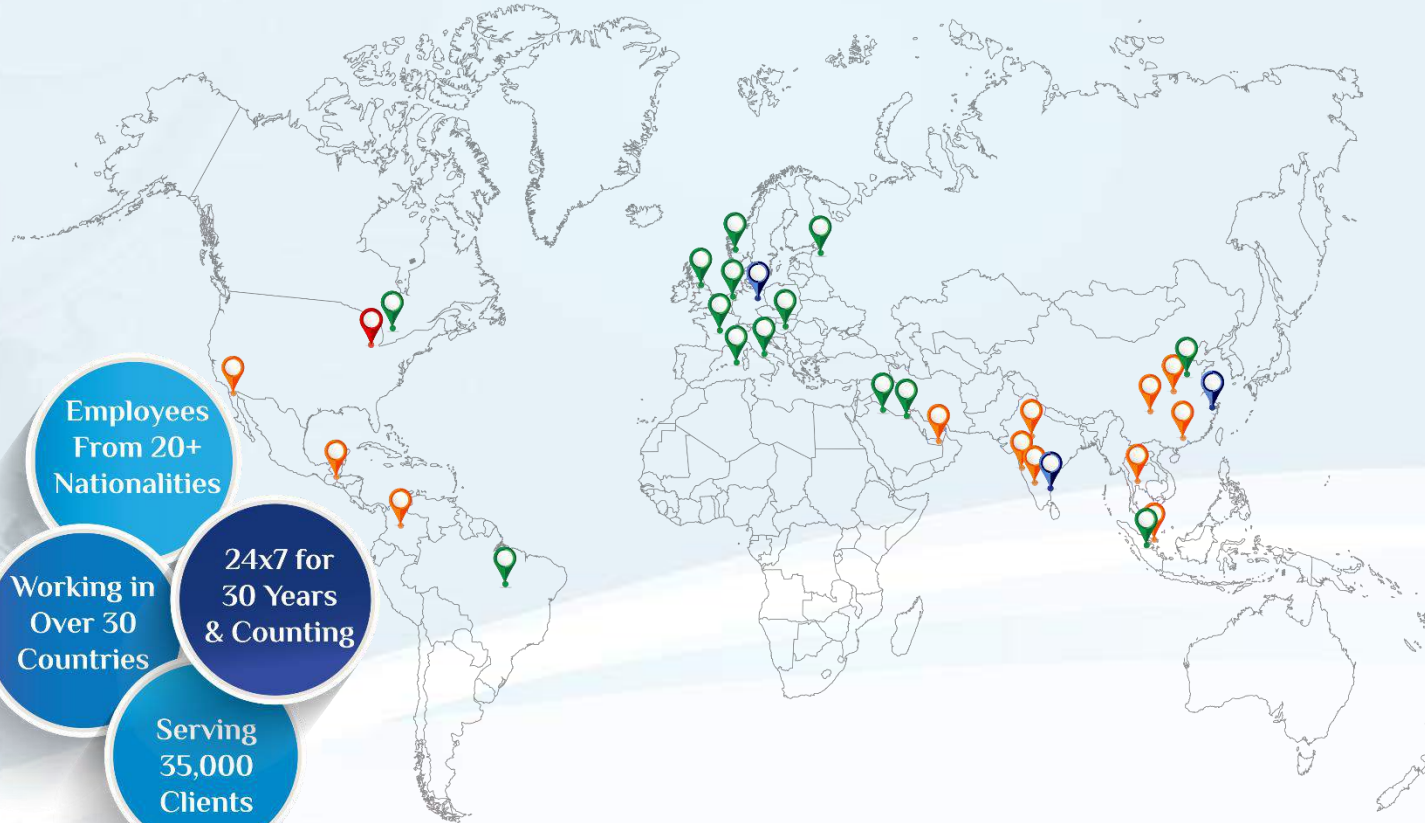 Employees
From 20+
Nationalities
24x7 for
30 Years
& Counting
Working in
Over 30
Countries
Serving
35,000
Clients